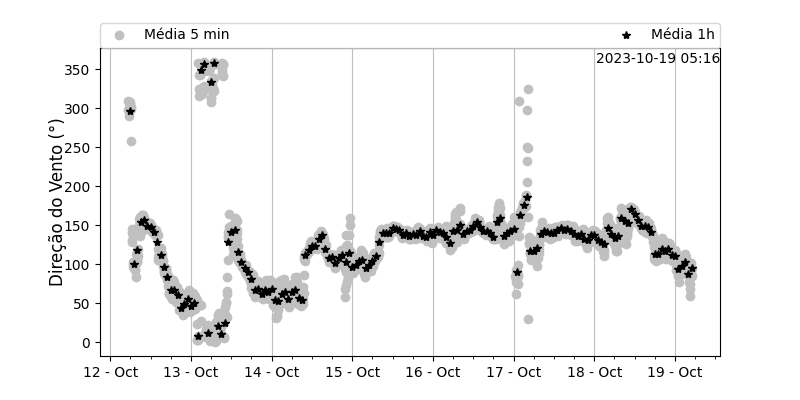 Média 5 min
Média 1h
2023-10-19 05:16
Direção do Vento (°)
350
300
250
200
150
100
50
0
12 - Oct
13 - Oct
14 - Oct
15 - Oct
16 - Oct
17 - Oct
18 - Oct
19 - Oct